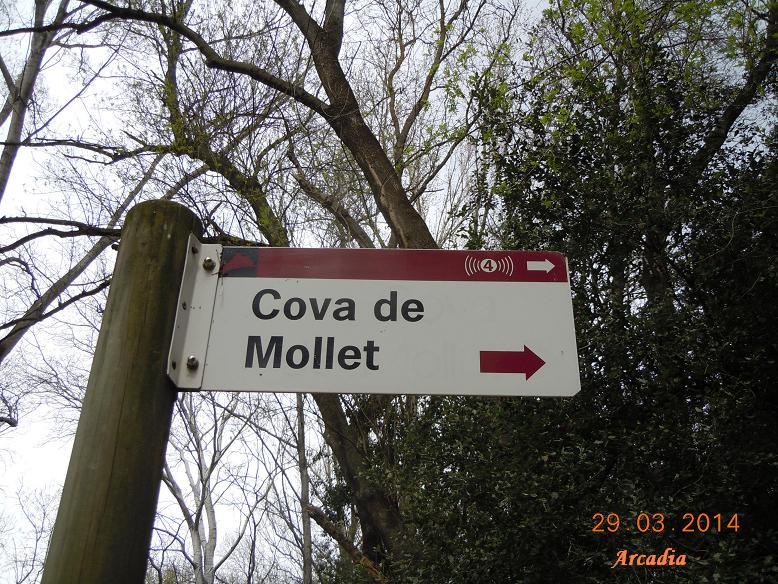 4
Cova de
Mollet
29.03.2014
Arcadia